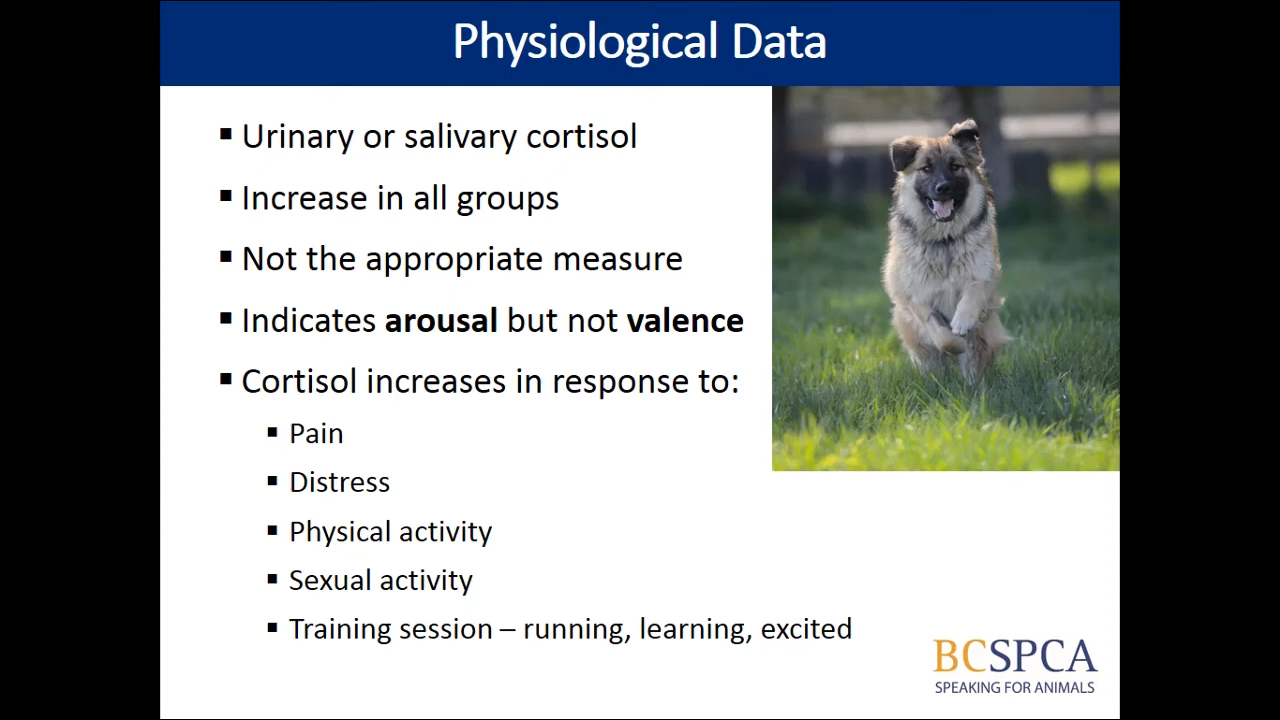 Physiological Data
▪ Urinary or salivary cortisol
▪ Increase in all groups
▪ Not the appropriate measure
▪ Indicates arousal but not valence
▪ Cortisol increases in response to:
▪ Pain
▪ Distress
▪ Physical activity
▪ Sexual activity
▪ Training session – running, learning, excited
BCSPCA
SPEAKING FOR ANIMALS